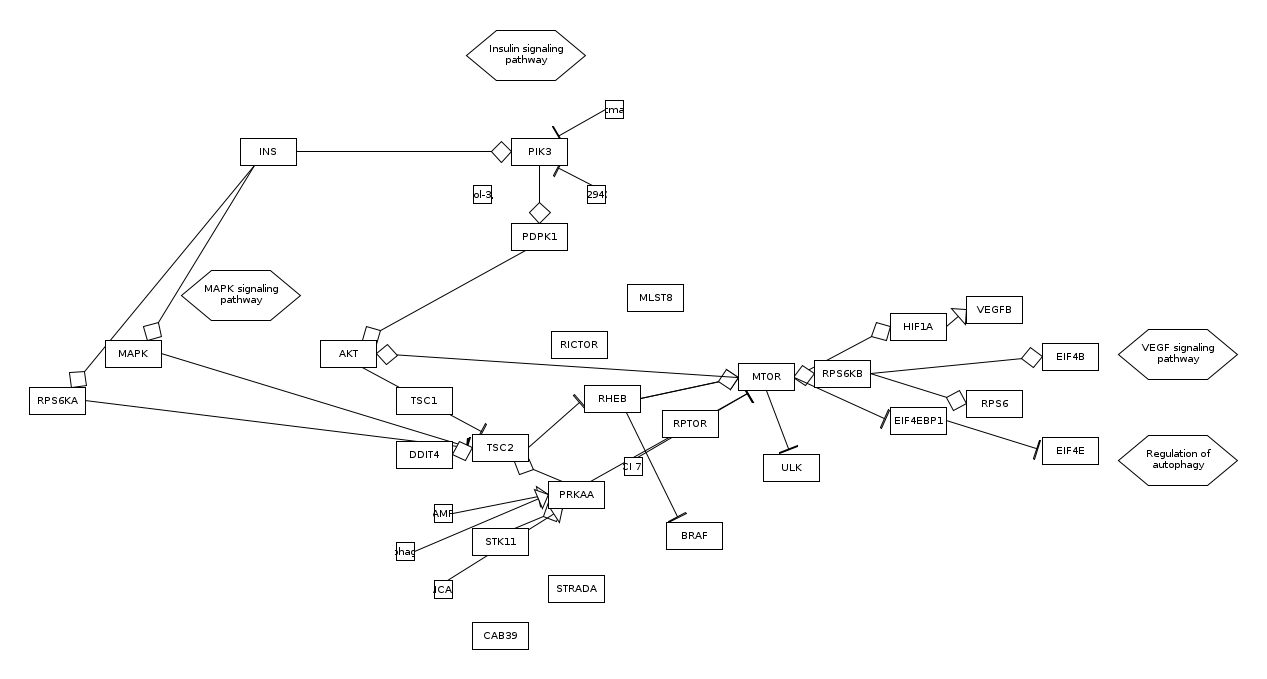 Insulin signaling
pathway
INS
PIK3
PDPK1
MAPK signaling
pathway
MLST8
VEGFB
HIF1A
RICTOR
MAPK
AKT
VEGF signaling
pathway
EIF4B
MTOR
RPS6KB
RPS6KA
TSC1
RHEB
RPS6
RPTOR
EIF4EBP1
DDIT4
TSC2
EIF4E
Regulation of
autophagy
ULK
PRKAA
BRAF
STK11
STRADA
CAB39